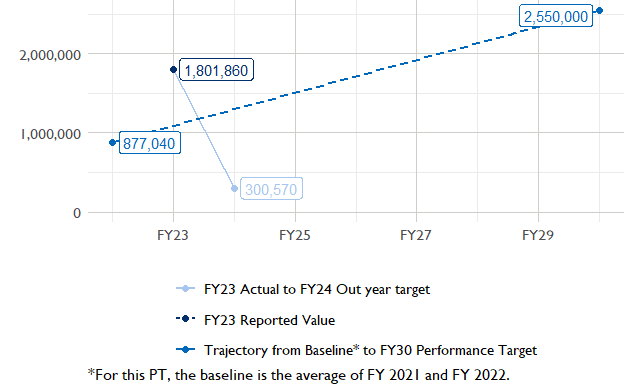 2,550,000
2,000,000
1,801,860
1,000,000
877,040
300,570
0
FY23 FY25 FY27 FY29
FY23 Actual to FY24 Out year target
FY23 Reported Value
Trajectory from Baseline* to FY30 Performance Target
*For this PT, the baseline is the average of FY 2021 and FY 2022.